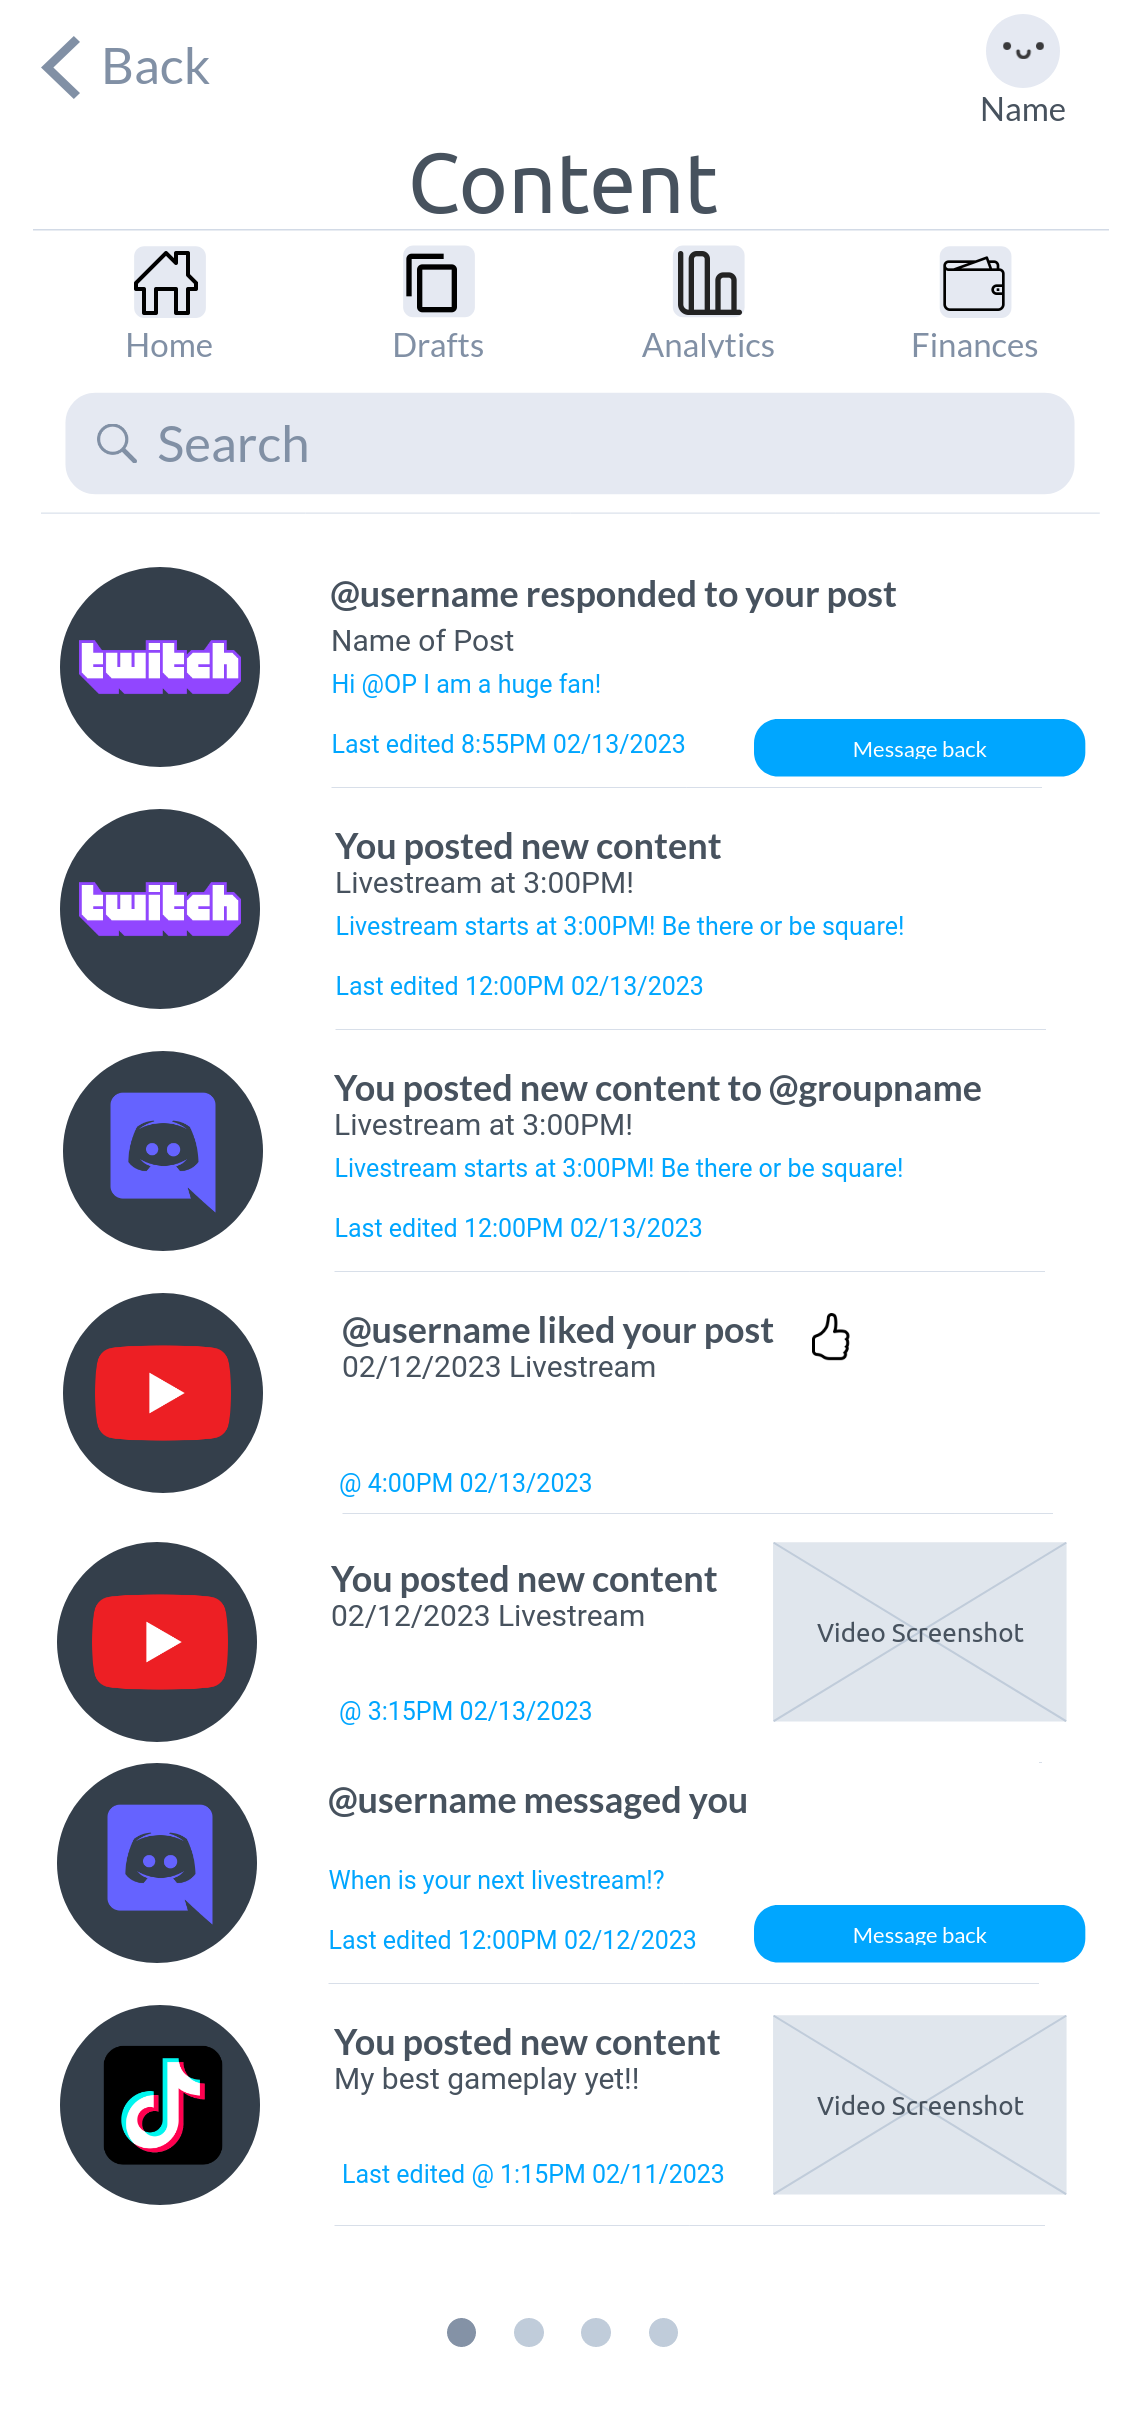 Back
Name
Content
Home
Drafts
Analytics
Finances
Search
twitch
@username responded to your post
Name of Post
Hi @OP I am a huge fan!
Last edited 8:55PM 02/13/2023
Message back
twitch
You posted new content
Livestream at 3:00PM!
Livestream starts at 3:00PM! Be there or be square!
Last edited 12:00PM 02/13/2023
You posted new content to @groupname
Livestream at 3:00PM!
Livestream starts at 3:00PM! Be there or be square!
Last edited 12:00PM 02/13/2023
@username liked your post
02/12/2023 Livestream
@ 4:00PM 02/13/2023
You posted new content
02/12/2023 Livestream
@ 3:15PM 02/13/2023
Video Screenshot
@username messaged you
When is your next livestream!?
Last edited 12:00PM 02/12/2023
Message back
You posted new content
My best gameplay yet!!
Last edited @ 1:15PM 02/11/2023
Video Screenshot